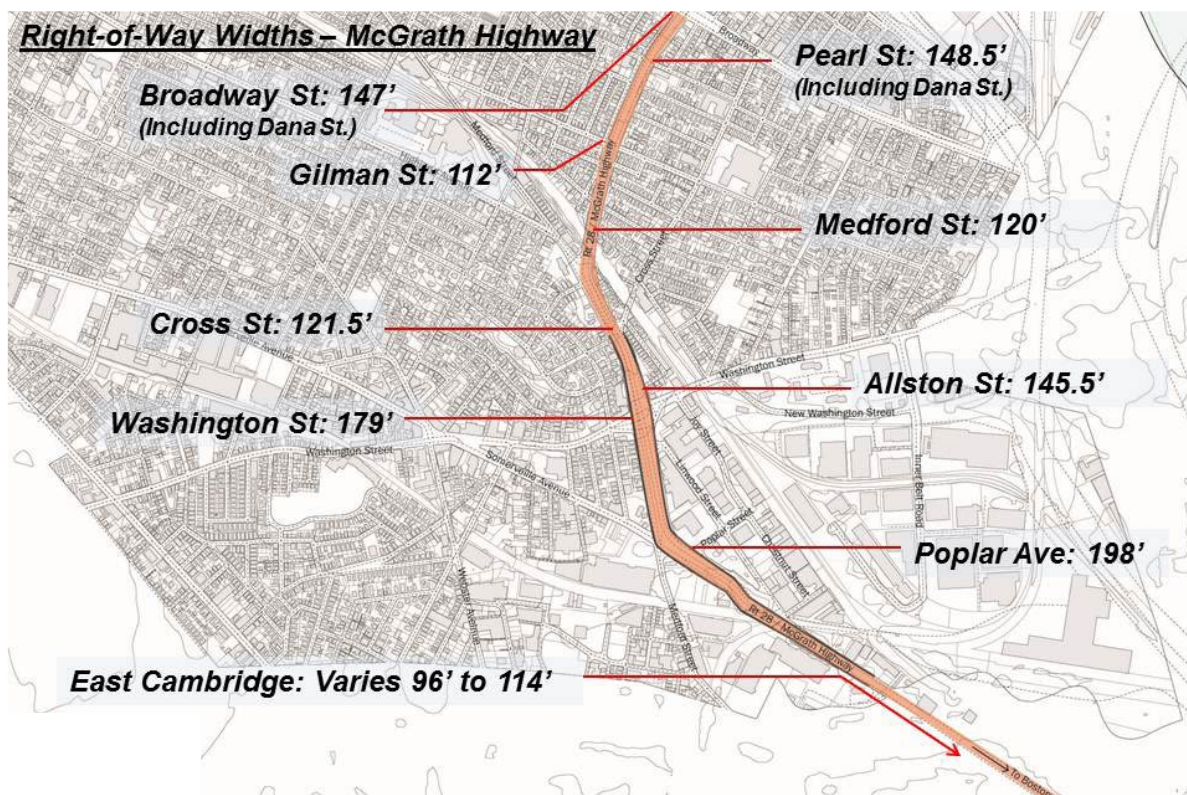 Right-of-Way Widths – McGrath Highway
Broadway
Pearl St: 148.5’
(Including Dana St.)
Broadway St: 147’
(Including Dana St.)
Gilman St: 112’
Rt 28 / McGrath Highway
Medford St: 120’
Cross Street
Cross St: 121.5’
Washington Street
Allston St: 145.5’
New Washington Street
Washington St: 179’
Washington Street
Joy Street
Somerville Avenue
Linwood Street
Inner Belt Road
Poplar Street
Chestnut Street
Poplar Ave: 198’
Webster Avenue
Medford Street
Rt 28 / McGrath Highway
East Cambridge: Varies 96’ to 114’
To Boston